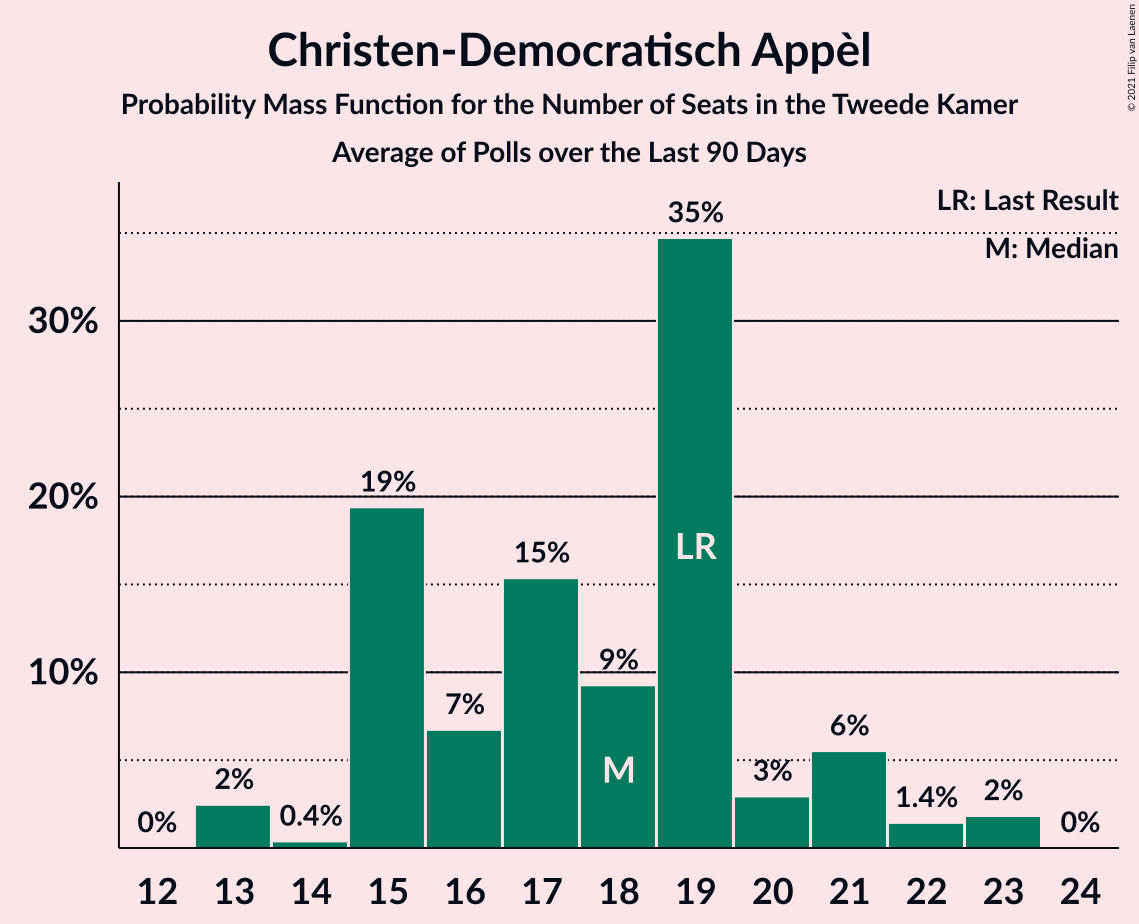 Christen-Democratisch Appèl
Probability Mass Function for the Number of Seats in the Tweede Kamer
Average of Polls over the Last 90 Days
© 2021 Filip van Laenen
LR: Last Result
M: Median
30%
20%
10%
0%
2%
0.4%
19%
7%
15%
9%
35%
3%
6%
1.4%
2%
0%
M
LR
12 13 14 15 16 17 18 19 20 21 22 23 24